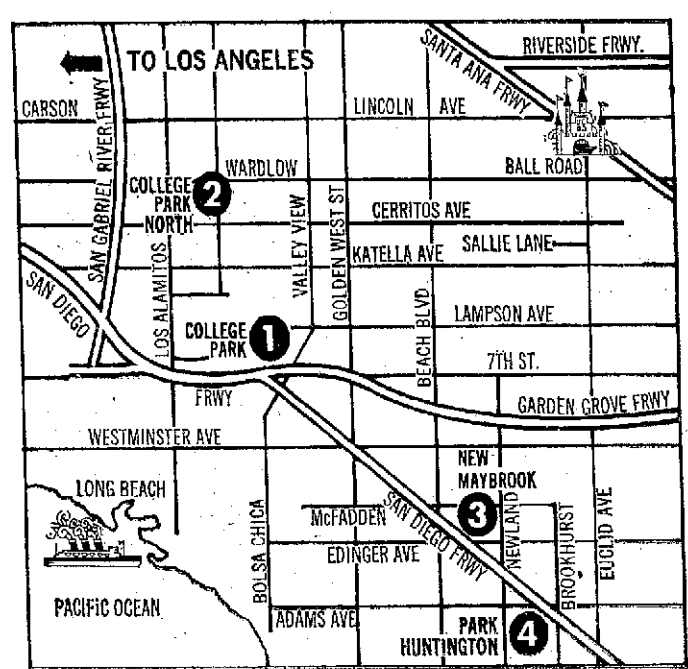 TO LOS ANGELES
SANTA ANA FRWY
RIVERSIDE FRWY.
CARSON
LINCOLN AVE
SAN GABRIEL RIVER FRWY
WARDLOW
BALL ROAD
COLLEGE
PARK
NORTH
2
VALLEY VIEW
GOLDEN WEST ST
CERRITOS AVE
SALLIE LANE
KATELLA AVE
SAN DIEGO
FRWY
LOS ALAMITOS
COLLEGE
PARK
1
BEACH BLVD
LAMPSON AVE
7TH ST.
GARDEN GROVE FRWY
WESTMINSTER AVE
LONG BEACH
BOLSA CHICA
NEW
MAYBROOK
3
McFADDEN
SAN DIEGO FRWY
NEWLAND
BROOKHURST
EUCLID AVE
EDINGER AVE
PACIFIC OCEAN
ADAMS AVE
PARK
HUNTINGTON
4